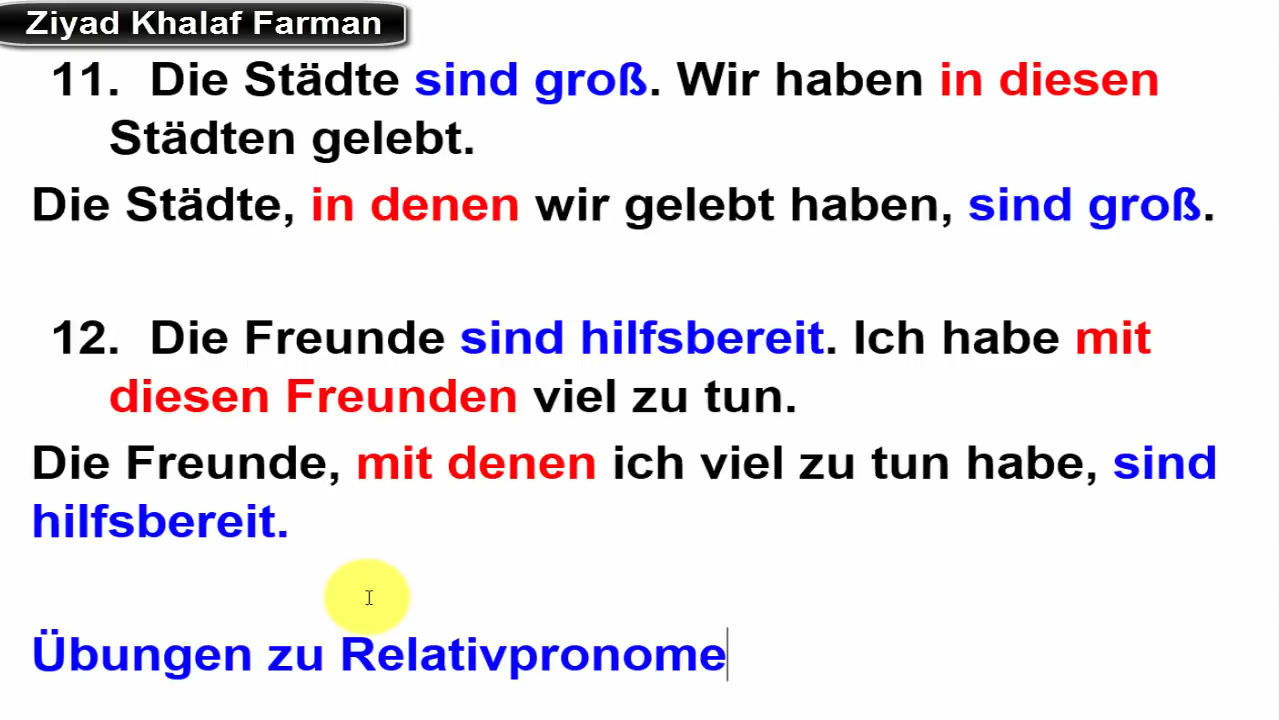 Ziyad Khalaf Farman
11. Die Städte sind groß. Wir haben in diesen
Städten gelebt.
Die Städte, in denen wir gelebt haben, sind groß.
12. Die Freunde sind hilfsbereit. Ich habe mit
diesen Freunden viel zu tun.
Die Freunde, mit denen ich viel zu tun habe, sind
hilfsbereit.
Übungen zu Relativpronome